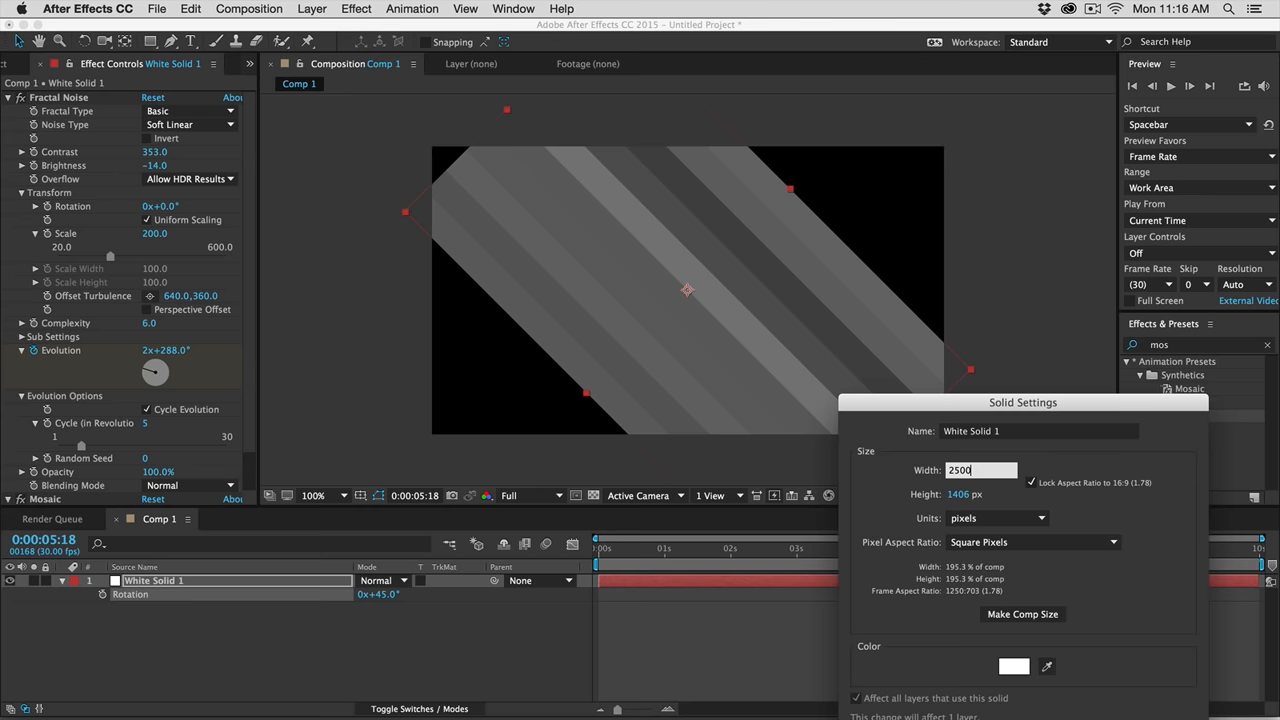 After Effects CC File Edit Composition Layer Effect Animation View Window Help Mon 11:16 AM
Adobe After Effects CC 2015 - Untitled Project *
Snapping Workspace: Standard Search Help
Effect Controls White Solid 1 Composition Comp 1 Layer (none) Footage (none) Preview
Comp 1 • White Solid 1 Comp 1
Fractal Noise Reset Abou
Fractal Type Basic
Noise Type Soft Linear
Invert
Contrast 353.0
Brightness -14.0
Overflow Allow HDR Results
Transform
Rotation 0x+0.0°
Uniform Scaling
Scale 200.0
20.0 600.0
Scale Width 100.0
Scale Height 100.0
Offset Turbulence 640.0,360.0
Perspective Offset
Complexity 6.0
Sub Settings
Evolution 2x+288.0°
Evolution Options
Cycle Evolution
Cycle (in Revolutio 5
1 30
Random Seed 0
Opacity 100.0%
Blending Mode Normal
Mosaic Reset Abou
100% 0:00:05:18 Full Active Camera 1 View
Shortcut
Spacebar
Preview Favors
Frame Rate
Range
Work Area
Play From
Current Time
Layer Controls
Off
Frame Rate Skip Resolution
(30) 0 Auto
Full Screen External Video
Effects & Presets
mos
* Animation Presets
Synthetics
Mosaic
Solid Settings
Name: White Solid 1
Size
Width: 2500
Lock Aspect Ratio to 16:9 (1.78)
Height: 1406 px
Units: pixels
Pixel Aspect Ratio: Square Pixels
Width: 195.3 % of comp
Height: 195.3 % of comp
Frame Aspect Ratio: 1250:703 (1.78)
Make Comp Size
Color
Affect all layers that use this solid
This change will affect 1 layer.
Render Queue Comp 1
0:00:05:18
00168 (30.00 fps)
:00s 01s 02s 03s 10s
# Source Name Mode T TrkMat Parent
1 White Solid 1 Normal None
Rotation 0x+45.0°
Toggle Switches / Modes